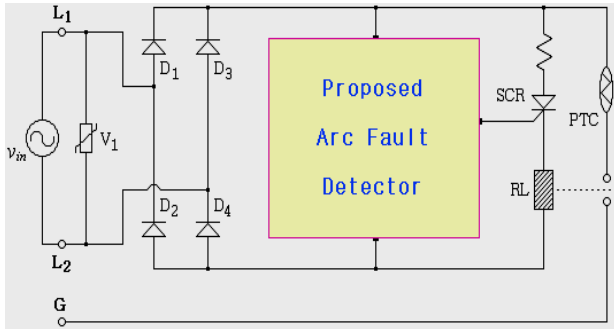 L1
D1
D3
Proposed
Arc Fault
Detector
SCR
PTC
vin
V1
D2
D4
RL
L2
G